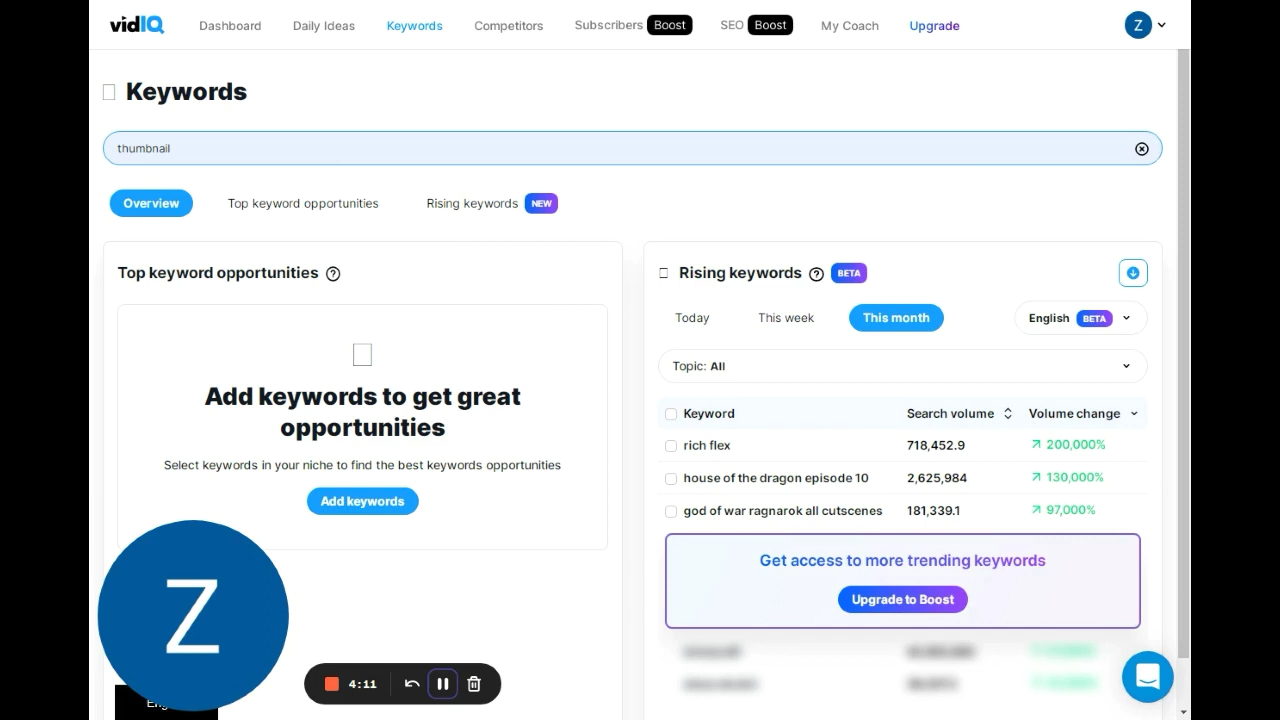 vidIQ
Dashboard Daily Ideas Keywords Competitors Subscribers Boost SEO Boost My Coach Upgrade Z
Keywords
thumbnail
Overview Top keyword opportunities Rising keywords NEW
Top keyword opportunities ?
Add keywords to get great
opportunities
Select keywords in your niche to find the best keywords opportunities
Add keywords
Rising keywords ? BETA
Today This week This month English BETA
Topic: All
Keyword Search volume Volume change
rich flex 718,452.9 200,000%
house of the dragon episode 10 2,625,984 130,000%
god of war ragnarok all cutscenes 181,339.1 97,000%
Get access to more trending keywords
Upgrade to Boost
Z
4:11